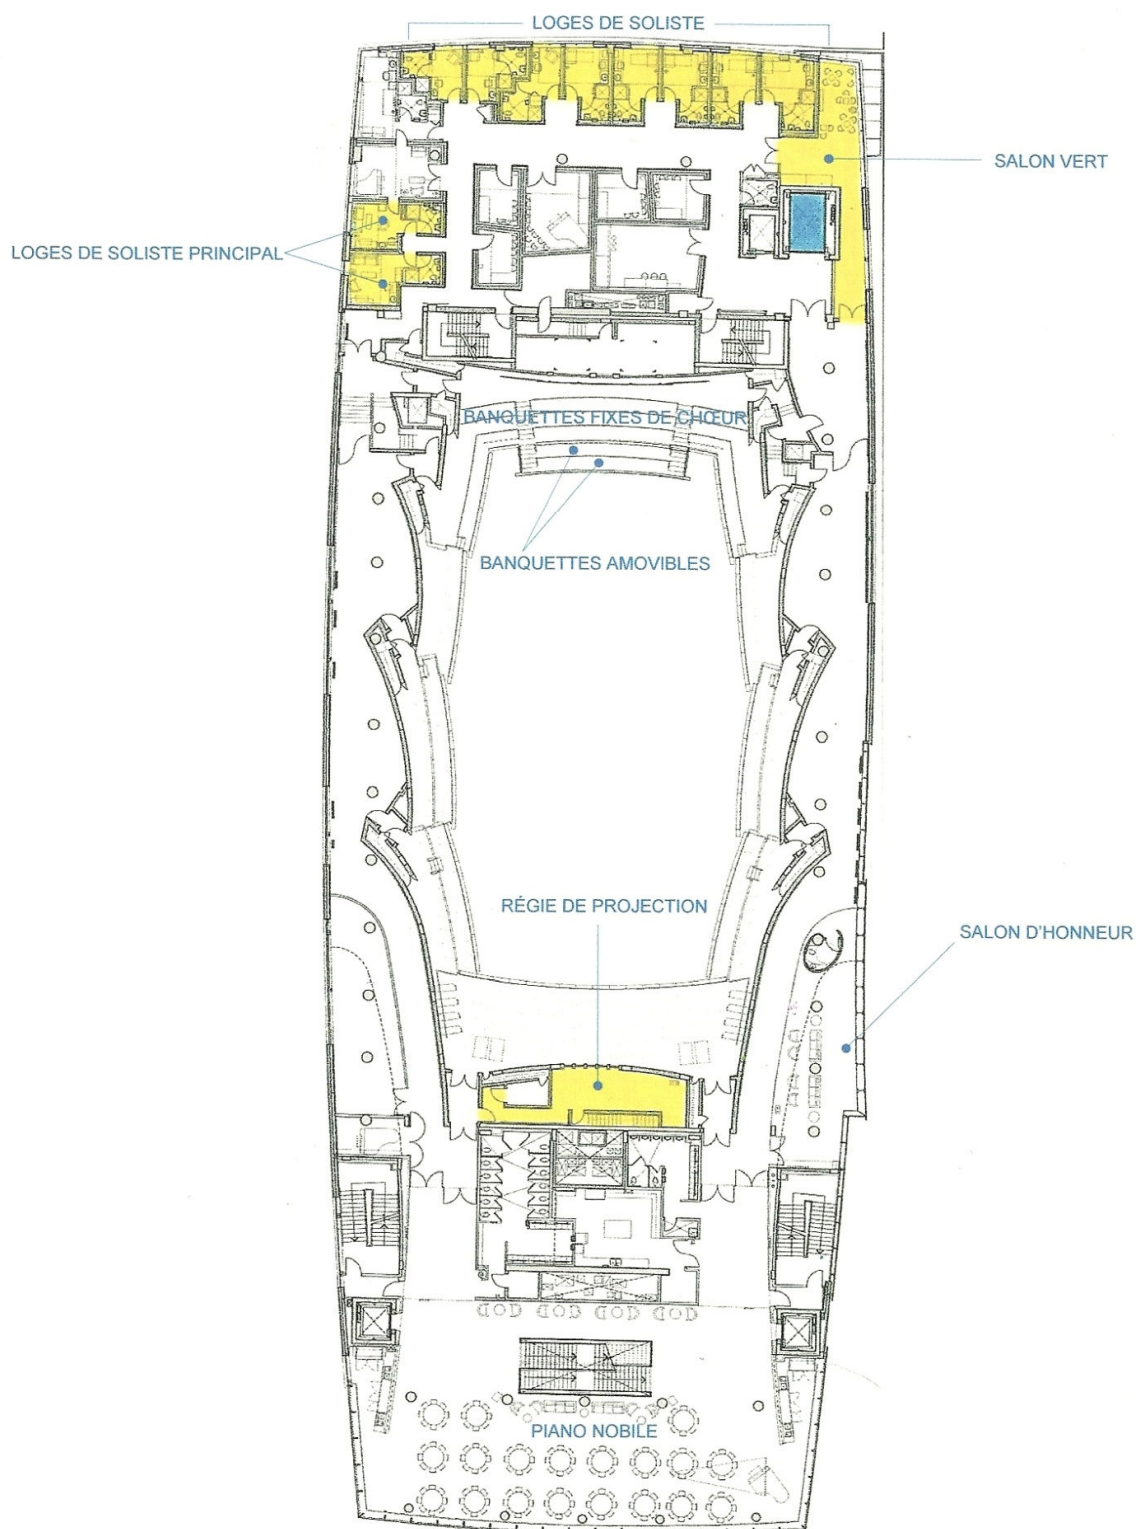 LOGES DE SOLISTE
SALON VERT
LOGES DE SOLISTE PRINCIPAL
BANQUETTES FIXES DE CHŒUR
BANQUETTES AMOVIBLES
RÉGIE DE PROJECTION
SALON D'HONNEUR
PIANO NOBILE